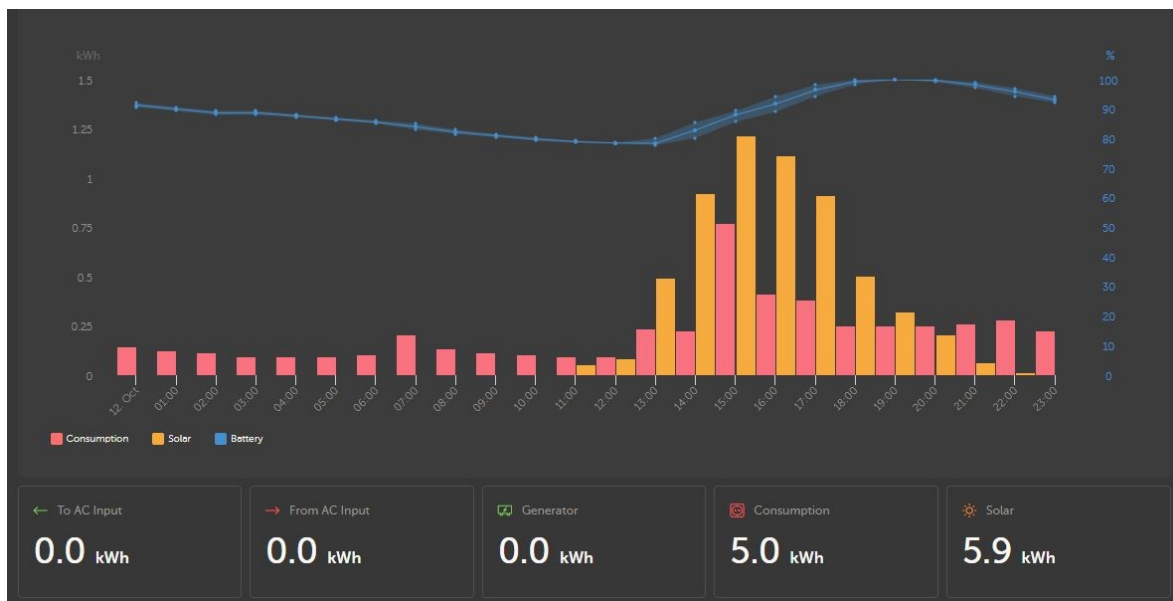 kWh
%
1.5
100
90
1.25
80
1
70
60
0.75
50
40
0.5
30
0.25
20
10
0
0
12. Oct 01:00 02:00 03:00 04:00 05:00 06:00 07:00 08:00 09:00 10:00 11:00 12:00 13:00 14:00 15:00 16:00 17:00 18:00 19:00 20:00 21:00 22:00 23:00
Consumption Solar Battery
To AC Input
0.0 kWh
From AC Input
0.0 kWh
Generator
0.0 kWh
Consumption
5.0 kWh
Solar
5.9 kWh